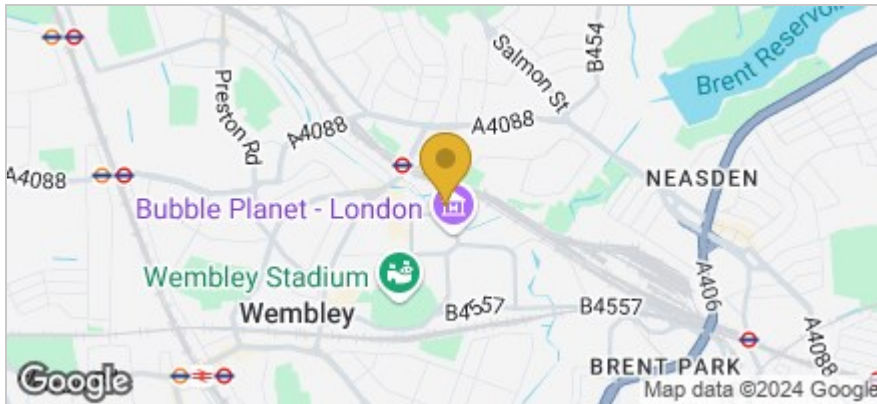 Salmon St
B454
Brent Reservoi
Preston Rd
A4088
A4088
A4088
NEASDEN
Bubble Planet - London
Wembley Stadium
A406
Wembley
B4557
B4557
A4088
BRENT PARK
Google
Map data ©2024 Google